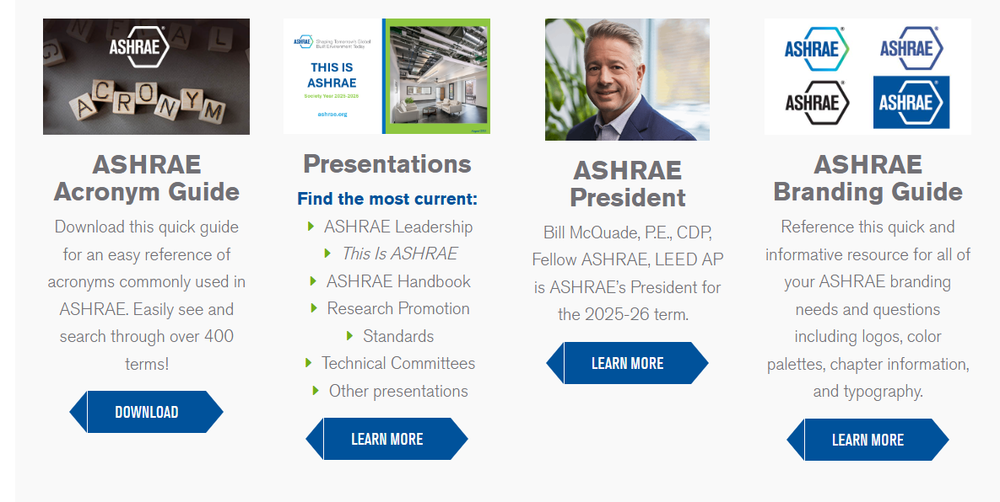 ASHRAE
ACRONYM
ASHRAE
Acronym Guide
Download this quick guide
for an easy reference of
acronyms commonly used in
ASHRAE. Easily see and
search through over 400
terms!
DOWNLOAD
ASHRAE Shaping Tomorrow's Global
Built Environment Today
THIS IS
ASHRAE
Society Year 2025-2026
ashrae.org
Presentations
Find the most current:
ASHRAE Leadership
This Is ASHRAE
ASHRAE Handbook
Research Promotion
Standards
Technical Committees
Other presentations
LEARN MORE
ASHRAE
President
Bill McQuade, P.E., CDP,
Fellow ASHRAE, LEED AP
is ASHRAE’s President for
the 2025-26 term.
LEARN MORE
ASHRAE® ASHRAE®
ASHRAE® ASHRAE®
ASHRAE
Branding Guide
Reference this quick and
informative resource for all of
your ASHRAE branding
needs and questions
including logos, color
palettes, chapter information,
and typography.
LEARN MORE